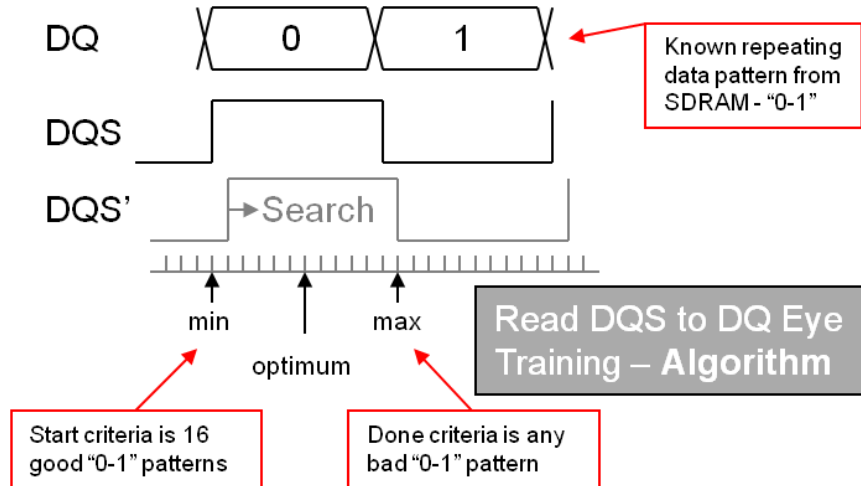 DQ
0
1
Known repeating
data pattern from
SDRAM - “0-1”
DQS
DQS’
Search
min
optimum
max
Read DQS to DQ Eye
Training – Algorithm
Start criteria is 16
good “0-1” patterns
Done criteria is any
bad “0-1” pattern